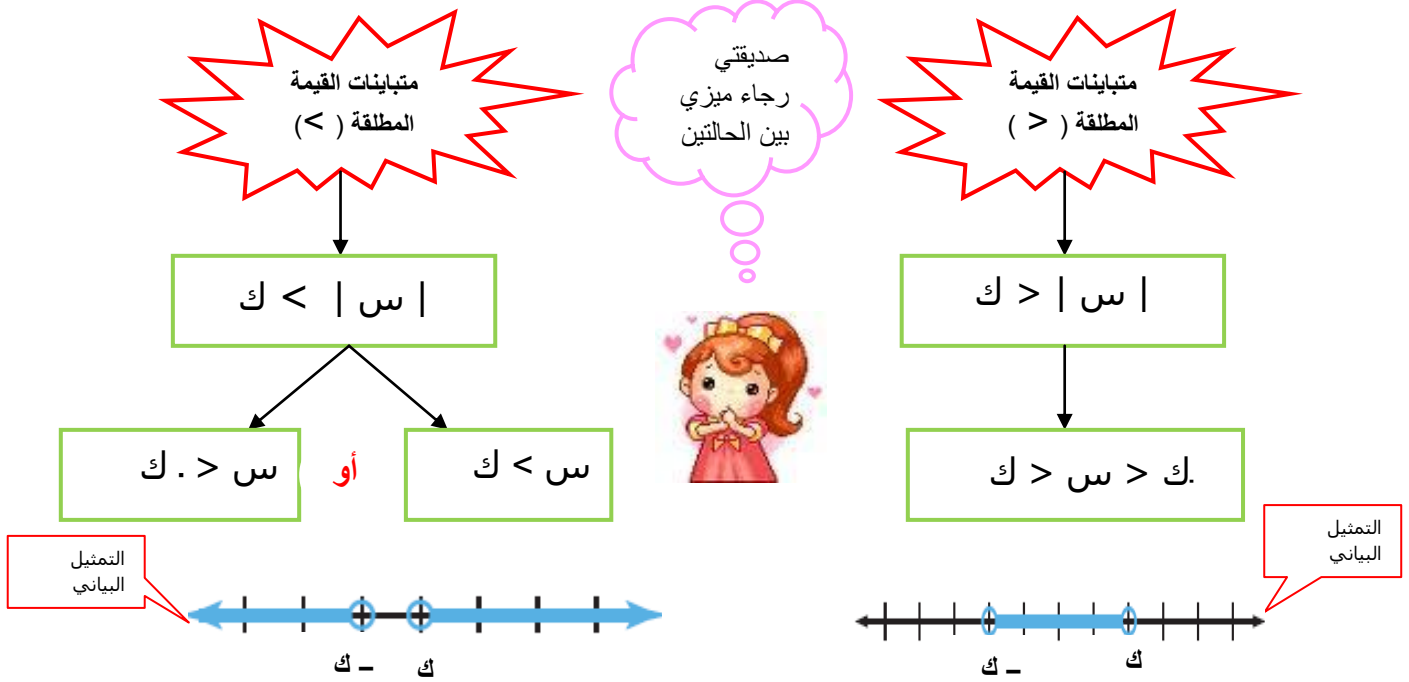 متباينات القيمة
المطلقة ( < )
| س | < ك
.ك < س < ك
التمثيل
البياني
– ك
ك
صديقتي
رجاء ميزي
بين الحالتين
متباينات القيمة
المطلقة ( > )
| س | > ك
س > ك
أو
س < . ك
التمثيل
البياني
– ك
ك